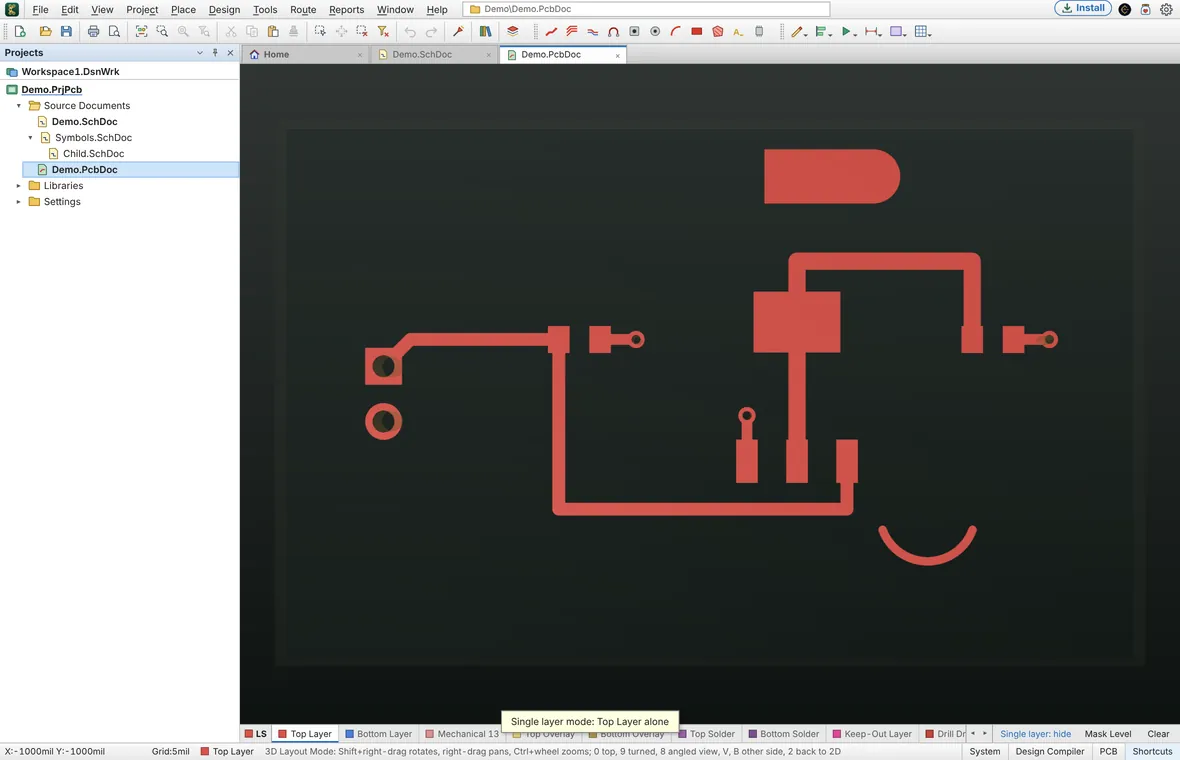 File Edit View Project Place Design Tools Route Reports Window Help Demo\Demo.PcbDoc Install
Projects
Home Demo.SchDoc Demo.PcbDoc
Workspace1.DsnWrk
Demo.PrjPcb
Source Documents
Demo.SchDoc
Symbols.SchDoc
Child.SchDoc
Demo.PcbDoc
Libraries
Settings
Single layer mode: Top Layer alone
LS Top Layer Bottom Layer Mechanical 13 Top Overlay Bottom Overlay Top Solder Bottom Solder Keep-Out Layer Drill Dr Single layer: hide Mask Level Clear
X:-1000mil Y:-1000mil Grid:5mil Top Layer 3D Layout Mode: Shift+right-drag rotates, right-drag pans, Ctrl+wheel zooms; 0 top, 9 turned, 8 angled view, V, B other side, 2 back to 2D System Design Compiler PCB Shortcuts